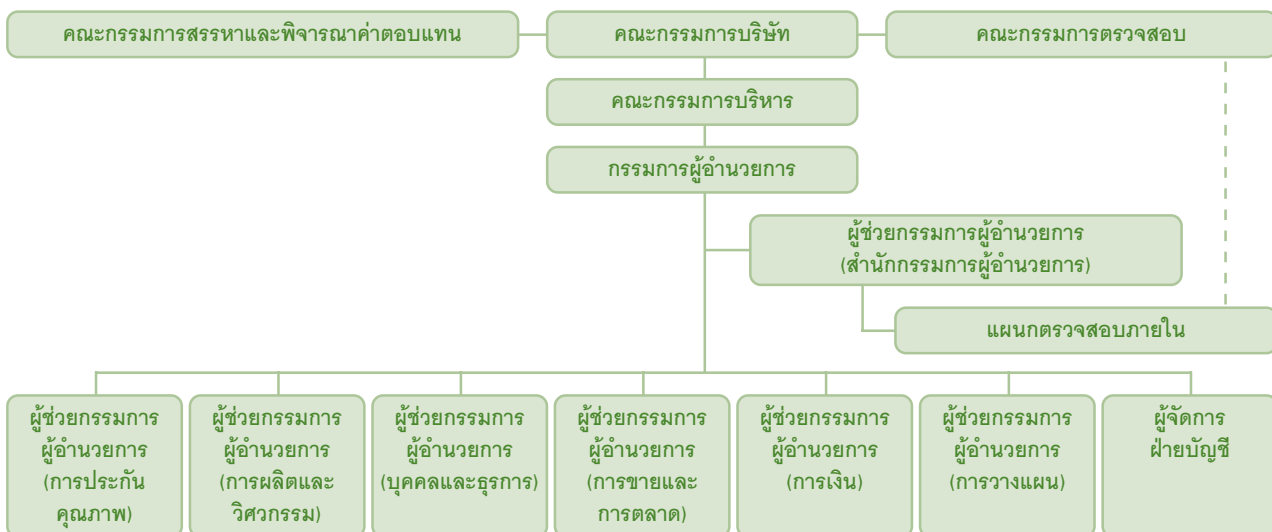 คณะกรรมการสรรหาและพิจารณาค่าตอบแทน
คณะกรรมการบริษัท
คณะกรรมการตรวจสอบ
คณะกรรมการบริหาร
กรรมการผู้อำนวยการ
ผู้ช่วยกรรมการผู้อำนวยการ
(สำนักกรรมการผู้อำนวยการ)
แผนกตรวจสอบภายใน
ผู้ช่วยกรรมการ
ผู้อำนวยการ
(การประกัน
คุณภาพ)
ผู้ช่วยกรรมการ
ผู้อำนวยการ
(การผลิตและ
วิศวกรรม)
ผู้ช่วยกรรมการ
ผู้อำนวยการ
(บุคคลและธุรการ)
ผู้ช่วยกรรมการ
ผู้อำนวยการ
(การขายและ
การตลาด)
ผู้ช่วยกรรมการ
ผู้อำนวยการ
(การเงิน)
ผู้ช่วยกรรมการ
ผู้อำนวยการ
(การวางแผน)
ผู้จัดการ
ฝ่ายบัญชี